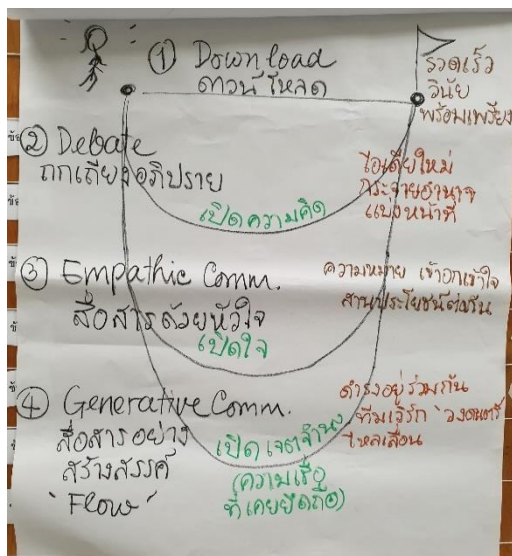 ① Download
ดาวน์โหลด
รวดเร็ว
วินัย
พร้อมเพรียง
② Debate
ถกเถียงอภิปราย
เปิดความคิด
ไอเดียใหม่
กระจายอำนาจ
แบ่งหน้าที่
③ Empathic Comm.
สื่อสารด้วยหัวใจ
เปิดใจ
ความหมาย เข้าอกเข้าใจ
สานประโยชน์ต่อกัน
④ Generative Comm.
สื่อสารอย่าง
สร้างสรรค์
'Flow'
เปิดเจตจำนง
(ความเชื่อ
ที่เคยยึดถือ)
ดำรงอยู่ร่วมกัน
ทีมเวิร์ก วงดนตรี
ไหลเลื่อน